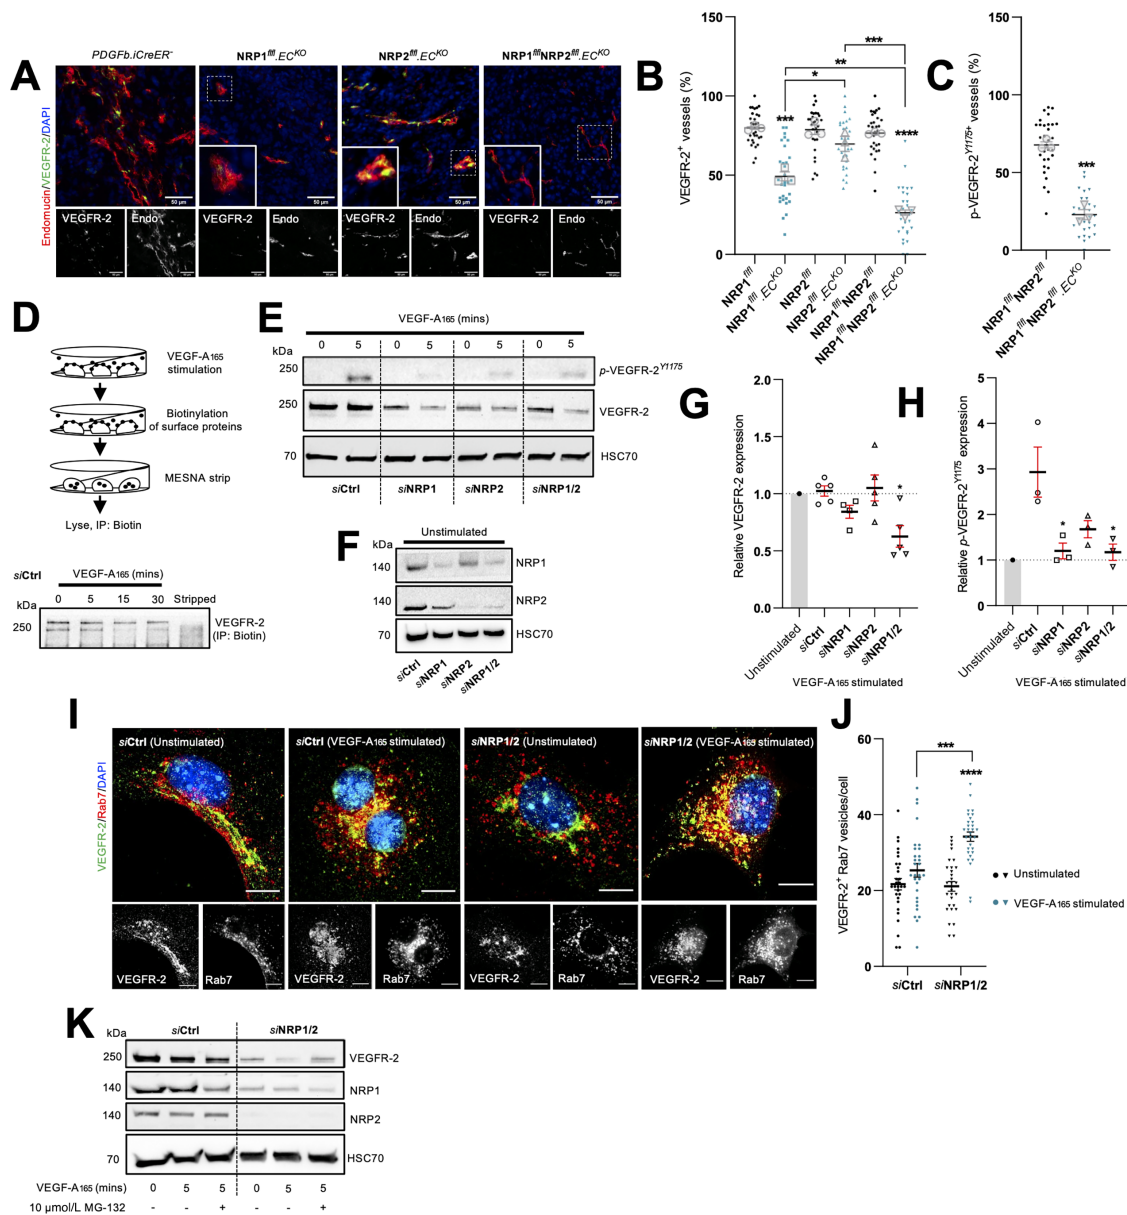 A
PDGFb.iCreER-
NRP1fl/fl.ECKO
NRP2fl/fl.ECKO
NRP1fl/flNRP2fl/fl.ECKO
Endomucin/VEGFR-2/DAPI
50 µm
50 µm
50 µm
50 µm
VEGFR-2
Endo
VEGFR-2
Endo
VEGFR-2
Endo
VEGFR-2
Endo
B
VEGFR-2+ vessels (%)
150
100
50
0
***
*
**
***
****
NRP1fl/fl
NRP1fl/fl.ECKO
NRP2fl/fl
NRP2fl/fl.ECKO
NRP1fl/flNRP2fl/fl
NRP1fl/flNRP2fl/fl.ECKO
C
p-VEGFR-2Y1175+ vessels (%)
150
100
50
0
***
NRP1fl/flNRP2fl/fl
NRP1fl/flNRP2fl/fl.ECKO
D
VEGF-A165
stimulation
Biotinylation
of surface proteins
MESNA strip
Lyse, IP: Biotin
siCtrl
VEGF-A165 (mins)
0 5 15 30 Stripped
kDa
250
VEGFR-2
(IP: Biotin)
E
VEGF-A165 (mins)
kDa
0 5 0 5 0 5 0 5
250
p-VEGFR-2Y1175
250
VEGFR-2
70
HSC70
siCtrl siNRP1 siNRP2 siNRP1/2
F
Unstimulated
kDa
140
NRP1
140
NRP2
70
HSC70
siCtrl
siNRP1
siNRP2
siNRP1/2
G
Relative VEGFR-2 expression
2.0
1.5
1.0
0.5
0.0
*
Unstimulated
siCtrl
siNRP1
siNRP2
siNRP1/2
VEGF-A165 stimulated
H
Relative p-VEGFR-2Y1175 expression
5
4
3
2
1
0
*
*
Unstimulated
siCtrl
siNRP1
siNRP2
siNRP1/2
VEGF-A165 stimulated
I
VEGFR-2/Rab7/DAPI
siCtrl (Unstimulated)
siCtrl (VEGF-A165 stimulated)
siNRP1/2 (Unstimulated)
siNRP1/2 (VEGF-A165 stimulated)
VEGFR-2
Rab7
VEGFR-2
Rab7
VEGFR-2
Rab7
VEGFR-2
Rab7
J
VEGFR-2+ Rab7 vesicles/cell
60
40
20
0
***
****
siCtrl
siNRP1/2
Unstimulated
VEGF-A165 stimulated
K
kDa
siCtrl
siNRP1/2
250
VEGFR-2
140
NRP1
140
NRP2
70
HSC70
VEGF-A165 (mins) 0 5 5 0 5 5
10 µmol/L MG-132 - - + - - +